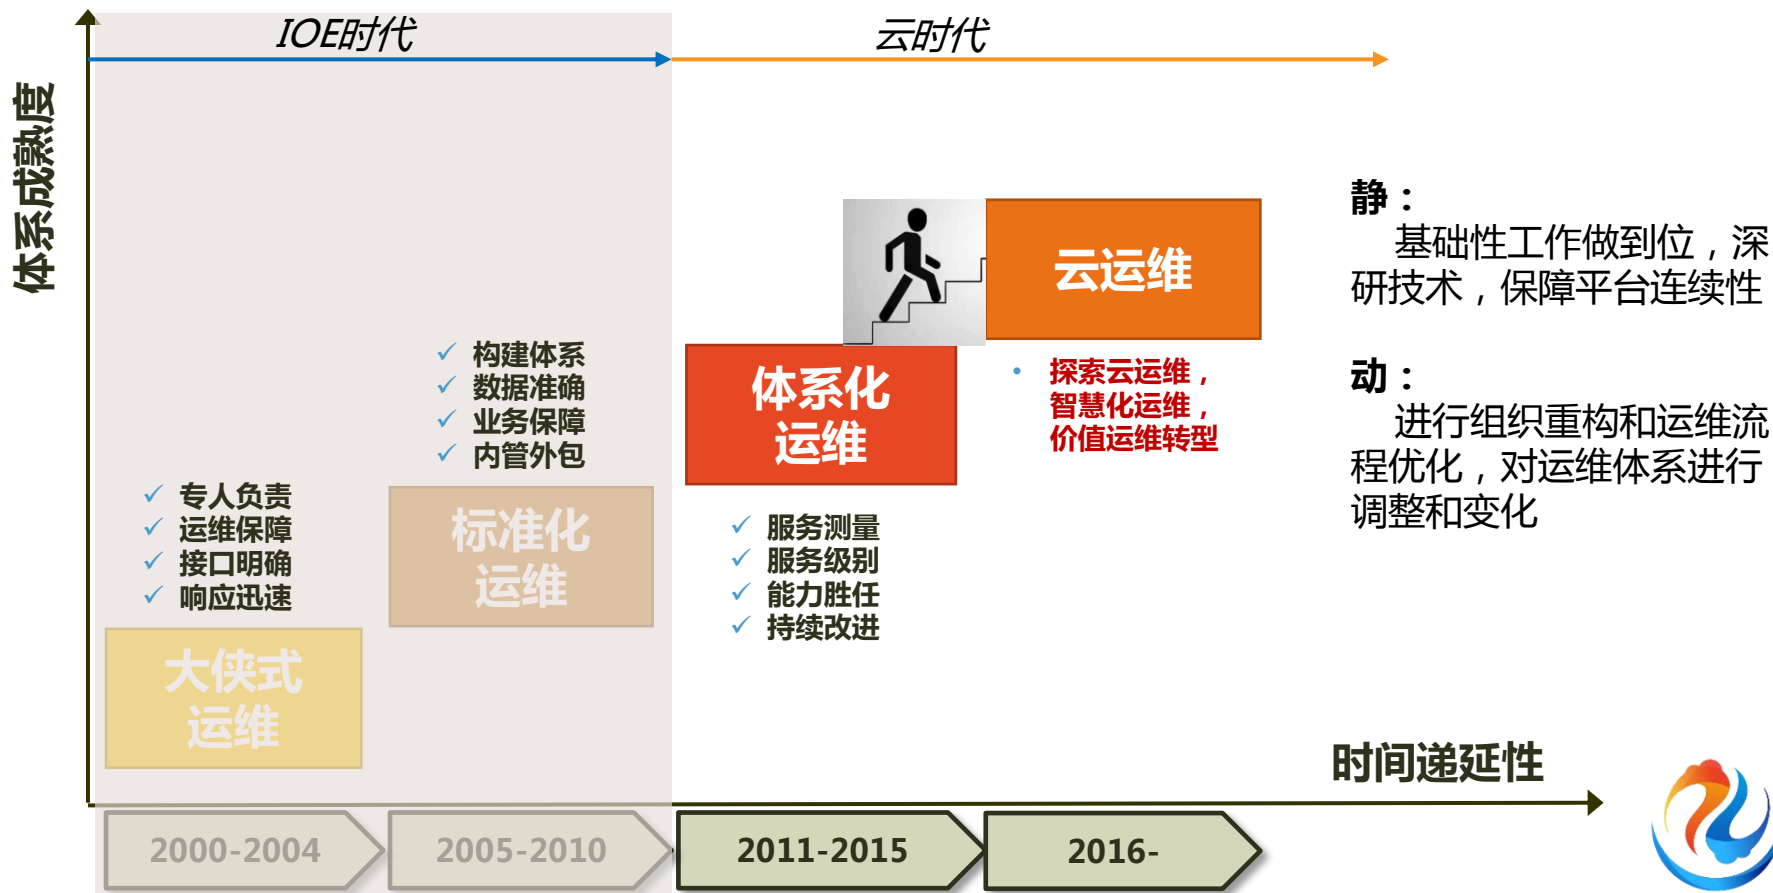 IOE时代
云时代
体系成熟度
静：
基础性工作做到位，深
研技术，保障平台连续性
动：
进行组织重构和运维流
程优化，对运维体系进行
调整和变化
云运维
探索云运维，
智慧化运维，
价值运维转型
体系化
运维
服务测量
服务级别
能力胜任
持续改进
构建体系
数据准确
业务保障
内管外包
标准化
运维
专人负责
运维保障
接口明确
响应迅速
大侠式
运维
时间递延性
2000-2004
2005-2010
2011-2015
2016-